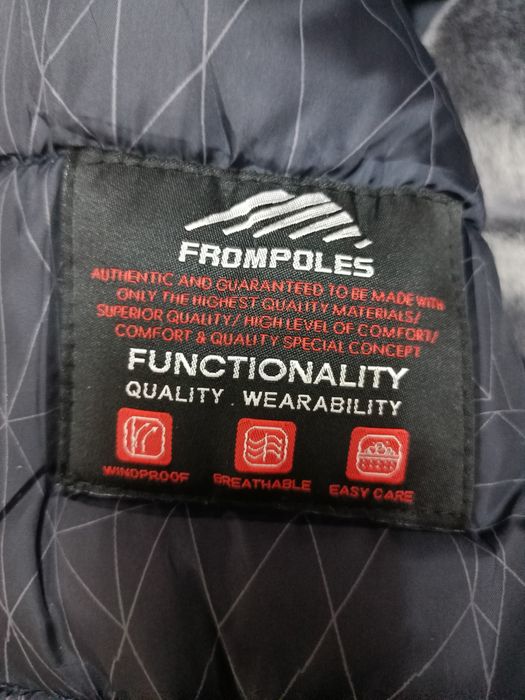 FROMPOLES
AUTHENTIC AND GUARANTEED TO BE MADE WITH
ONLY THE HIGHEST QUALITY MATERIALS/
SUPERIOR QUALITY/ HIGH LEVEL OF COMFORT/
COMFORT & QUALITY SPECIAL CONCEPT
FUNCTIONALITY
QUALITY . WEARABILITY
WINDPROOF BREATHABLE EASY CARE